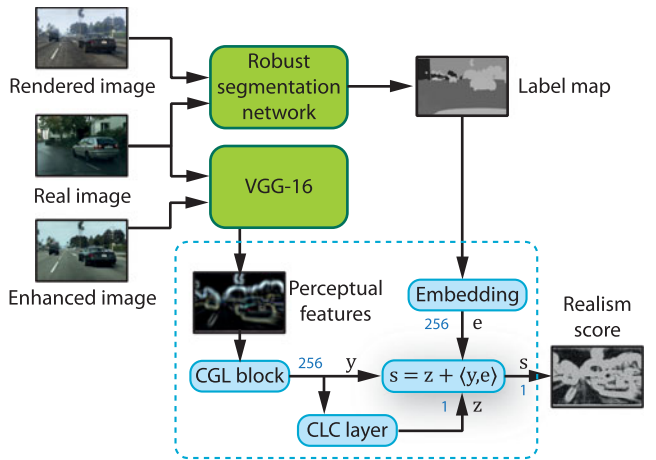 Rendered image
Robust
segmentation
network
Label map
Real image
VGG-16
Enhanced image
Perceptual
features
Embedding
256 e
Realism
score
CGL block
256 y
s = z + ⟨y,e⟩
s
1
1 z
CLC layer